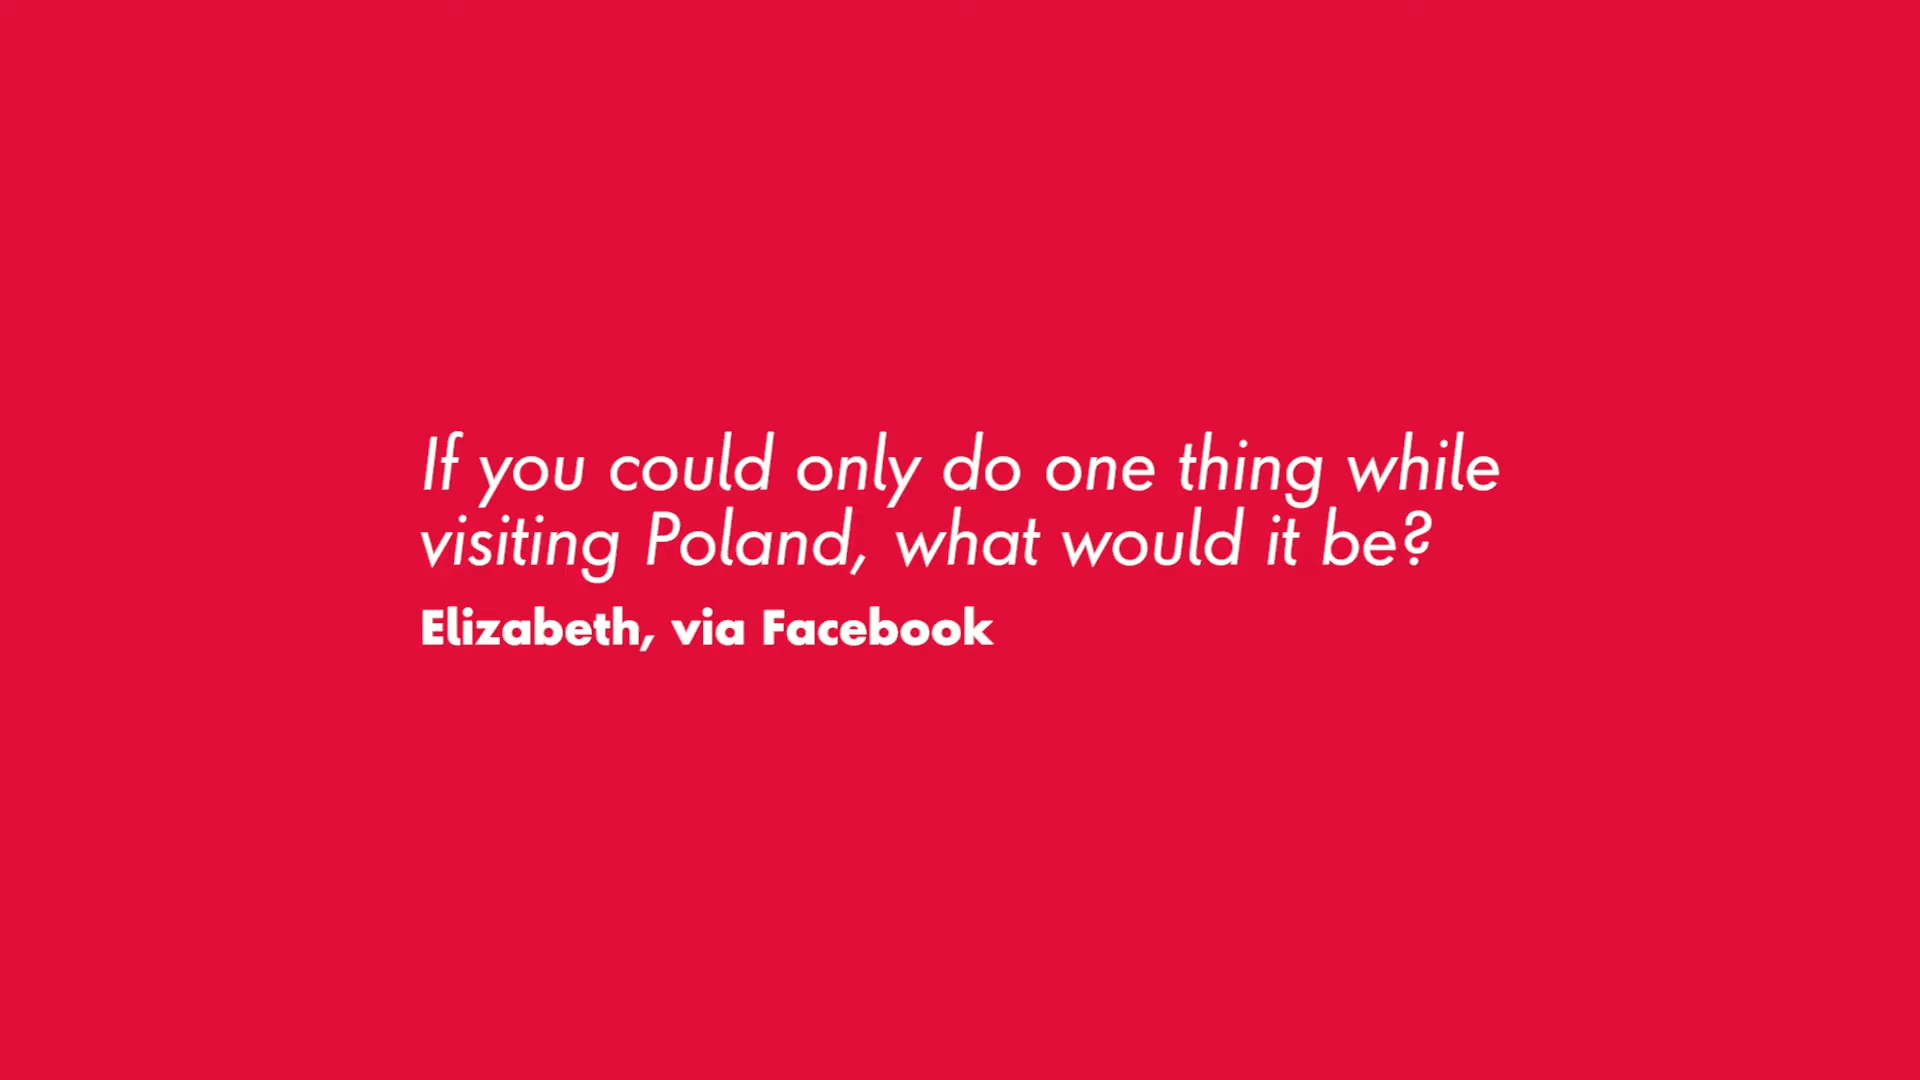 If you could only do one thing while
visiting Poland, what would it be?
Elizabeth, via Facebook